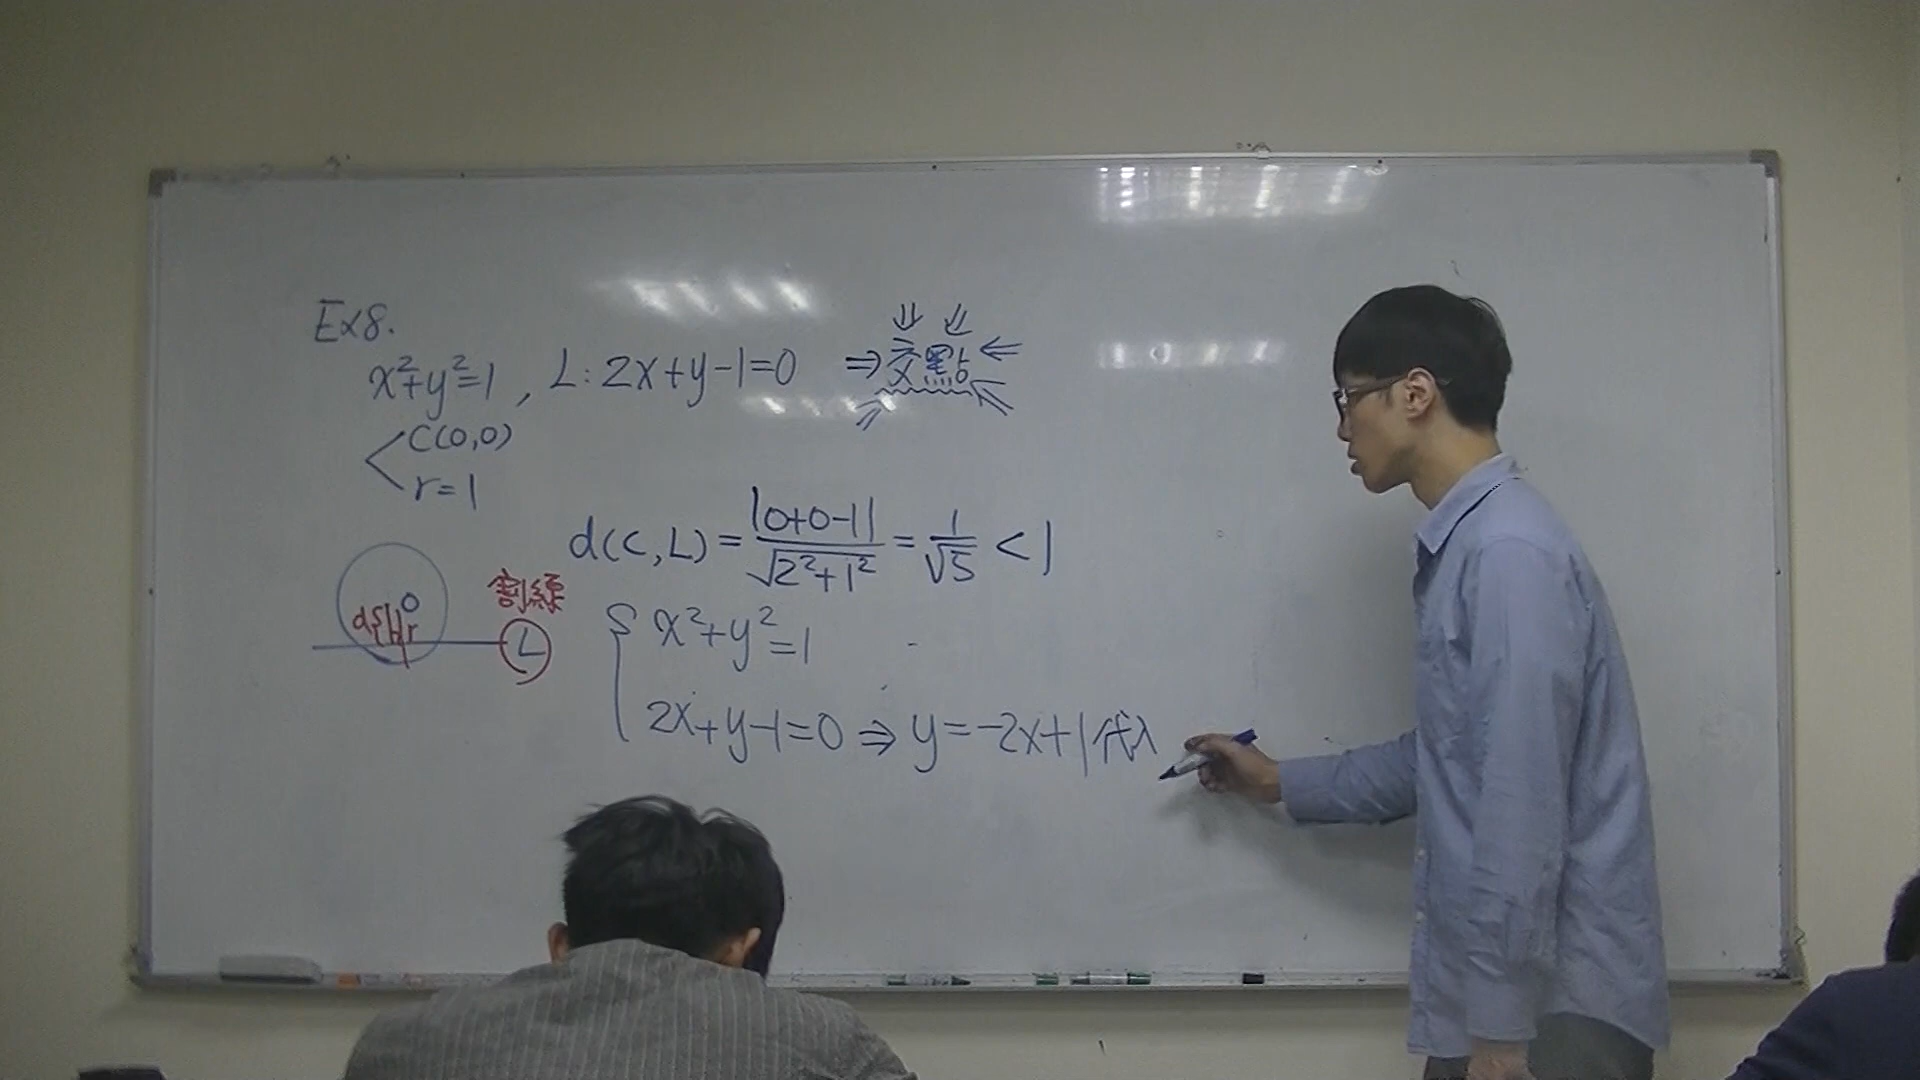 Ex8.
x²+y²=1 , L: 2x+y-1=0 ⇒ 交點
C(0,0)
r=1
d(C,L) = |0+0-1| / √2²+1² = 1/√5 < 1
割線
O
d r
L
x²+y²=1
2x+y-1=0 ⇒ y=-2x+1 代入